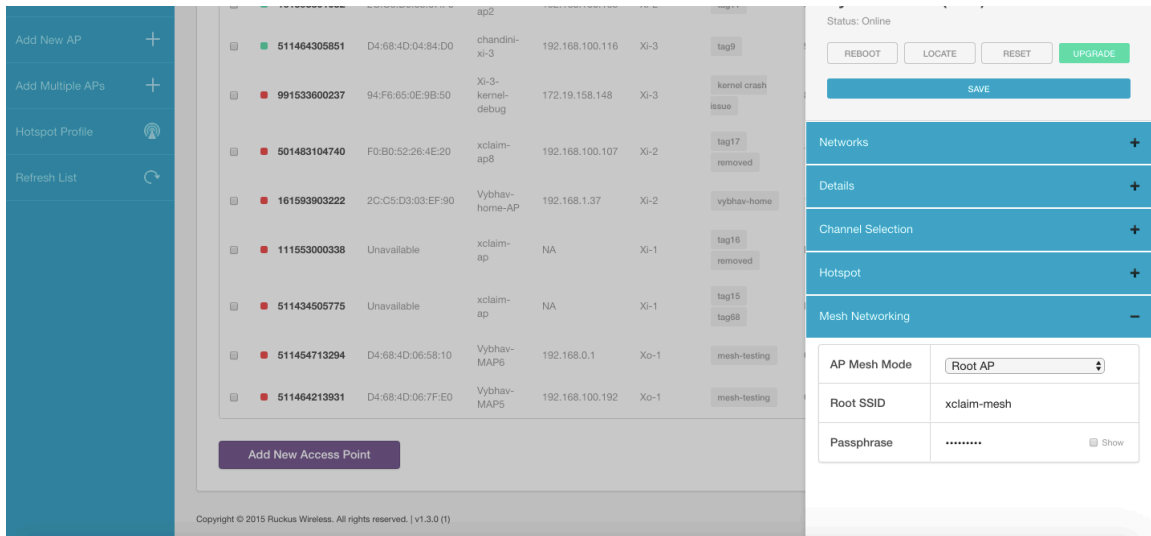 Status: Online
Add New AP
Add Multiple APs
Hotspot Profile
Refresh List
ap2
511464305851 D4:68:4D:04:84:D0 chandini-xi-3 192.168.100.116 Xi-3 tag9
991533600237 94:F6:65:0E:9B:50 Xi-3-kernel-debug 172.19.158.148 Xi-3 kernel crash issue
501483104740 F0:B0:52:26:4E:20 xclaim-ap8 192.168.100.107 Xi-2 tag17 removed
161593903222 2C:C5:D3:03:EF:90 Vybhav-home-AP 192.168.1.37 Xi-2 vybhav-home
111553000338 Unavailable xclaim-ap NA Xi-1 tag16 removed
511434505775 Unavailable xclaim-ap NA Xi-1 tag15 tag68
511454713294 D4:68:4D:06:58:10 Vybhav-MAP6 192.168.0.1 Xo-1 mesh-testing
511464213931 D4:68:4D:06:7F:E0 Vybhav-MAP5 192.168.100.192 Xo-1 mesh-testing
Add New Access Point
Copyright © 2015 Ruckus Wireless. All rights reserved. | v1.3.0 (1)
REBOOT LOCATE RESET UPGRADE
SAVE
Networks
Details
Channel Selection
Hotspot
Mesh Networking
AP Mesh Mode Root AP
Root SSID xclaim-mesh
Passphrase ••••••••• Show